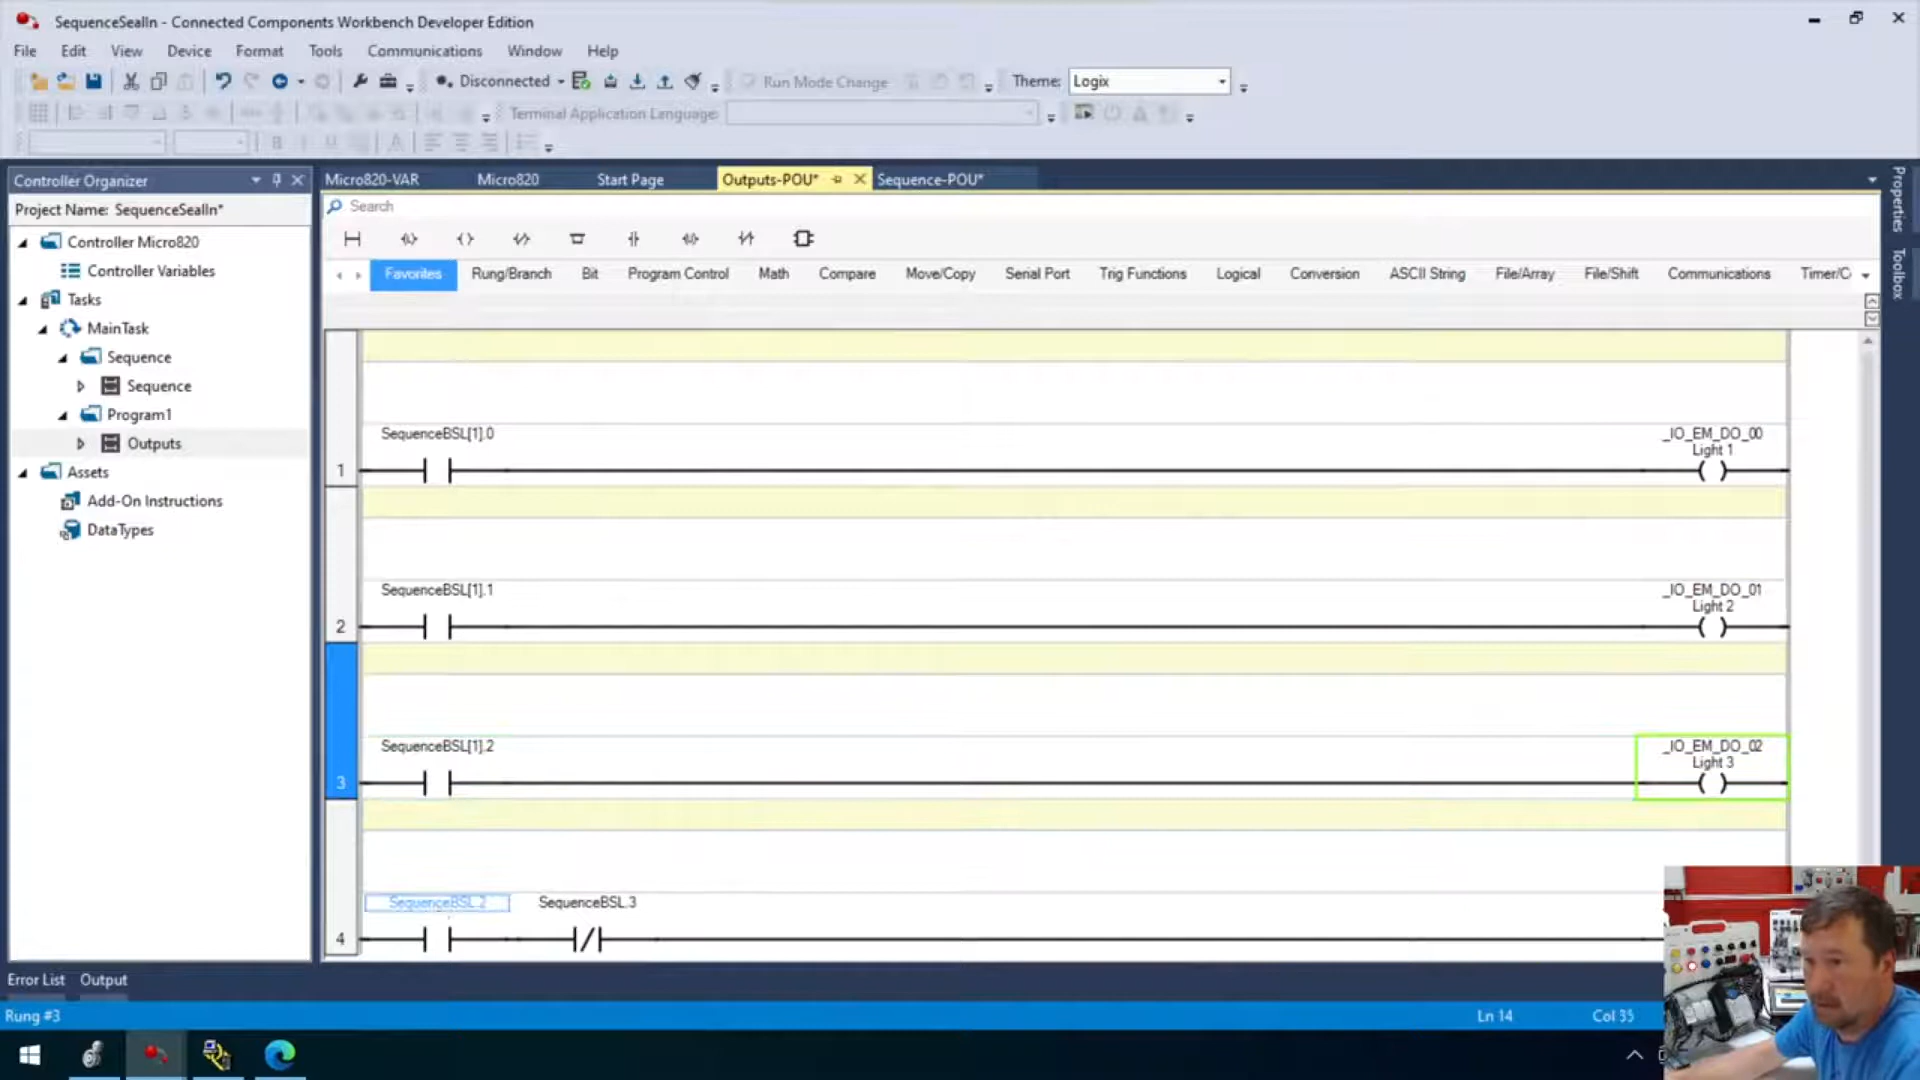 SequenceSealIn - Connected Components Workbench Developer Edition
File Edit View Device Format Tools Communications Window Help
Disconnected Run Mode Change Theme: Logix
Terminal Application Language:
Controller Organizer
Project Name: SequenceSealIn*
Controller Micro820
Controller Variables
Tasks
MainTask
Sequence
Sequence
Program1
Outputs
Assets
Add-On Instructions
DataTypes
Micro820-VAR Micro820 Start Page Outputs-POU* Sequence-POU*
Search
Favorites Rung/Branch Bit Program Control Math Compare Move/Copy Serial Port Trig Functions Logical Conversion ASCII String File/Array File/Shift Communications Timer/C
SequenceBSL[1].0 _IO_EM_DO_00
Light 1
1
SequenceBSL[1].1 _IO_EM_DO_01
Light 2
2
SequenceBSL[1].2 _IO_EM_DO_02
Light 3
3
SequenceBSL.2 SequenceBSL.3
4
Properties
Toolbox
Error List Output
Rung #3 Ln 14 Col 35